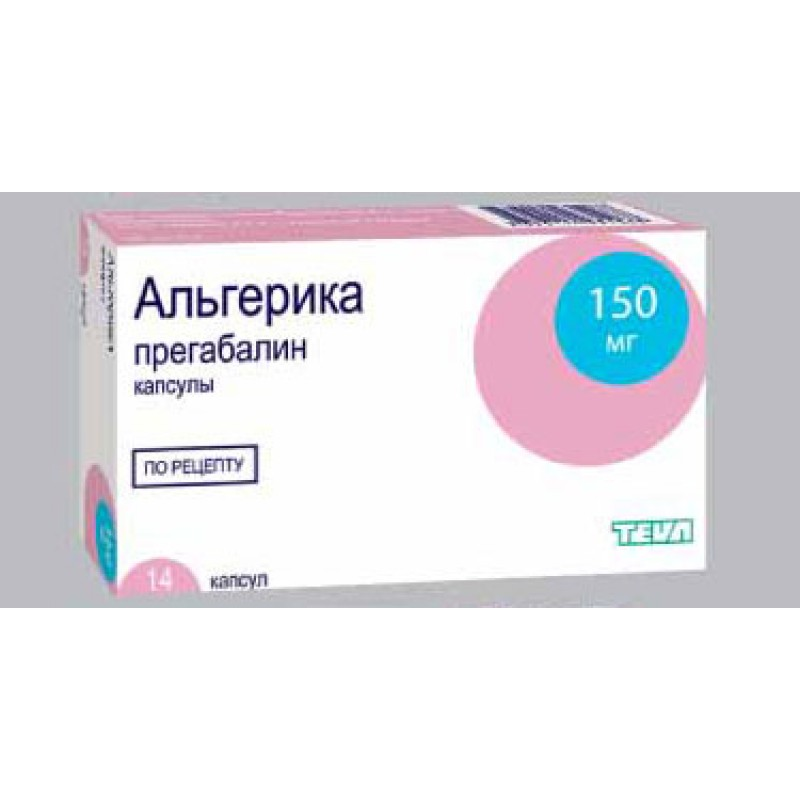 Альгерика
прегабалин
капсулы
150
мг
ПО РЕЦЕПТУ
TEVA
14 капсул